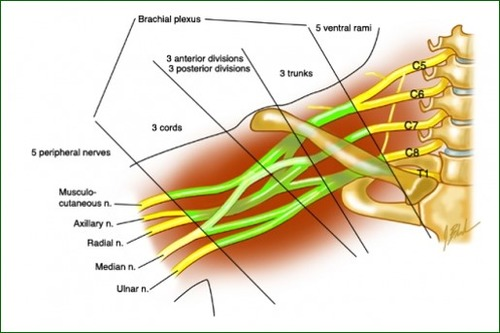 Brachial plexus
5 ventral rami
3 anterior divisions
3 posterior divisions
3 trunks
3 cords
5 peripheral nerves
C5
C6
C7
C8
T1
Musculo-
cutaneous n.
Axillary n.
Radial n.
Median n.
Ulnar n.